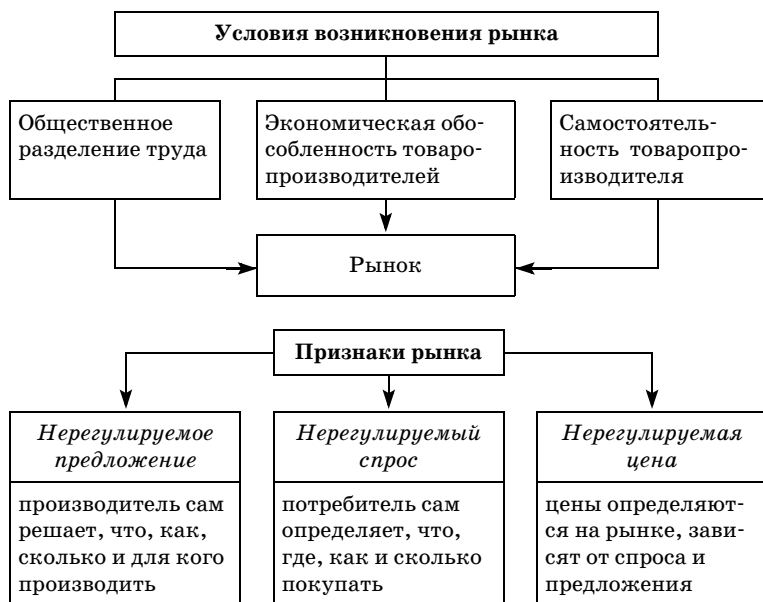 Условия возникновения рынка
Общественное
разделение труда
Экономическая обо-
собленность товаро-
производителей
Самостоятель-
ность товаропро-
изводителя
Рынок
Признаки рынка
Нерегулируемое
предложение
производитель сам
решает, что, как,
сколько и для кого
производить
Нерегулируемый
спрос
потребитель сам
определяет, что,
где, как и сколько
покупать
Нерегулируемая
цена
цены определяют-
ся на рынке, зави-
сят от спроса и
предложения